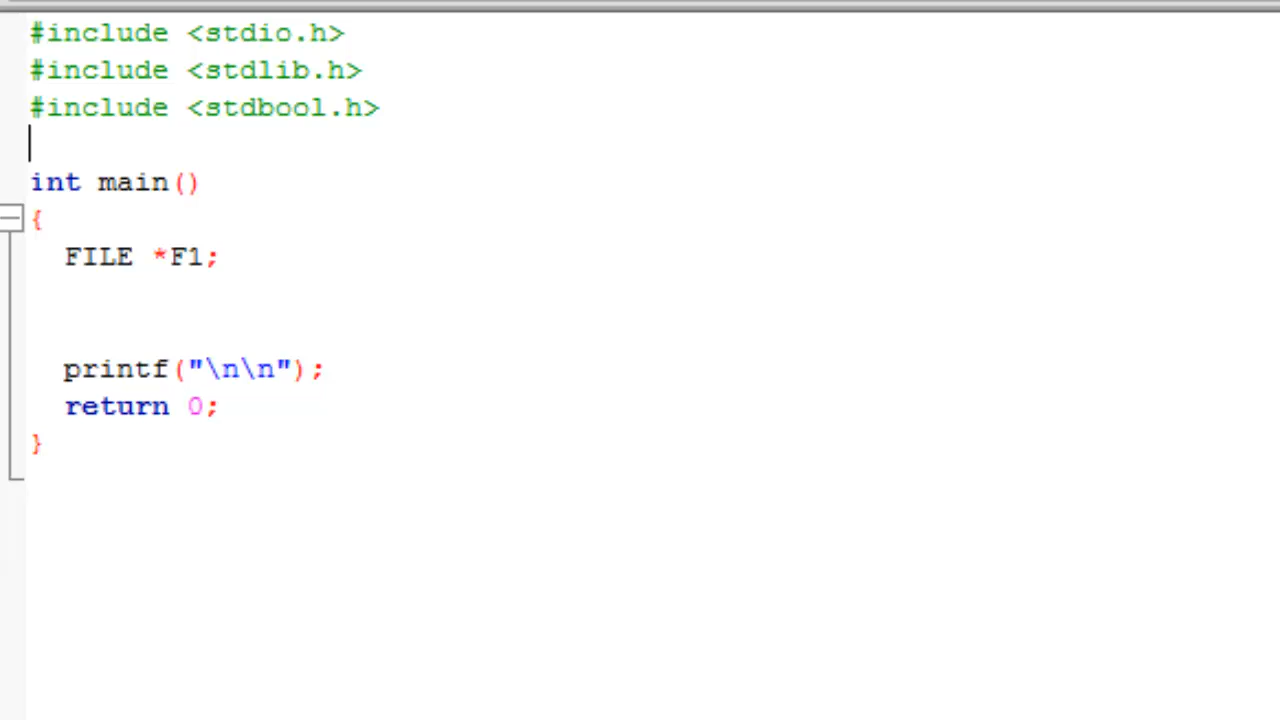 #include <stdio.h>
#include <stdlib.h>
#include <stdbool.h>
int main()
{
FILE *F1;
printf("\n\n");
return 0;
}